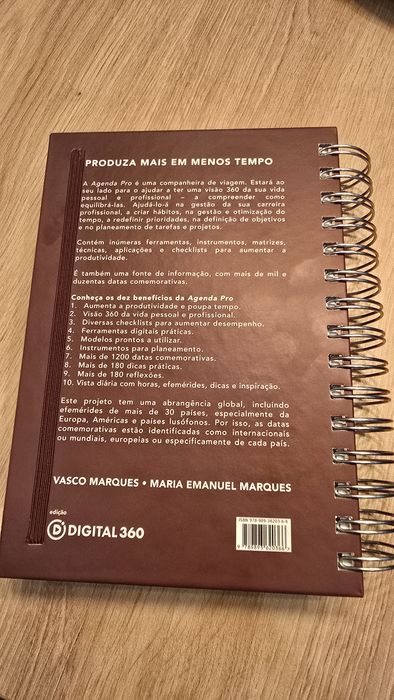 PRODUZA MAIS EM MENOS TEMPO
A Agenda Pro é uma companheira de viagem. Estará ao
seu lado para o ajudar a ter uma visão 360 da sua vida
pessoal e profissional – a compreender como
equilibrá-las. Ajudá-lo-á na gestão da sua carreira
profissional, a criar hábitos, na gestão e otimização do
tempo, a redefinir prioridades, na definição de objetivos
e no planeamento de tarefas e projetos.
Contém inúmeras ferramentas, instrumentos, matrizes,
técnicas, aplicações e checklists para aumentar a
produtividade.
É também uma fonte de informação, com mais de mil e
duzentas datas comemorativas.
Conheça os dez benefícios da Agenda Pro
1. Aumenta a produtividade e poupa tempo.
2. Visão 360 da vida pessoal e profissional.
3. Diversas checklists para aumentar desempenho.
4. Ferramentas digitais práticas.
5. Modelos prontos a utilizar.
6. Instrumentos para planeamento.
7. Mais de 1200 datas comemorativas.
8. Mais de 180 dicas práticas.
9. Mais de 180 reflexões.
10. Vista diária com horas, efemérides, dicas e inspiração.
Este projeto tem uma abrangência global, incluindo
efemérides de mais de 30 países, especialmente da
Europa, Américas e países lusófonos. Por isso, as datas
comemorativas estão identificadas como internacionais
ou mundiais, europeias ou especificamente de cada país.
VASCO MARQUES • MARIA EMANUEL MARQUES
edição
DIGITAL360